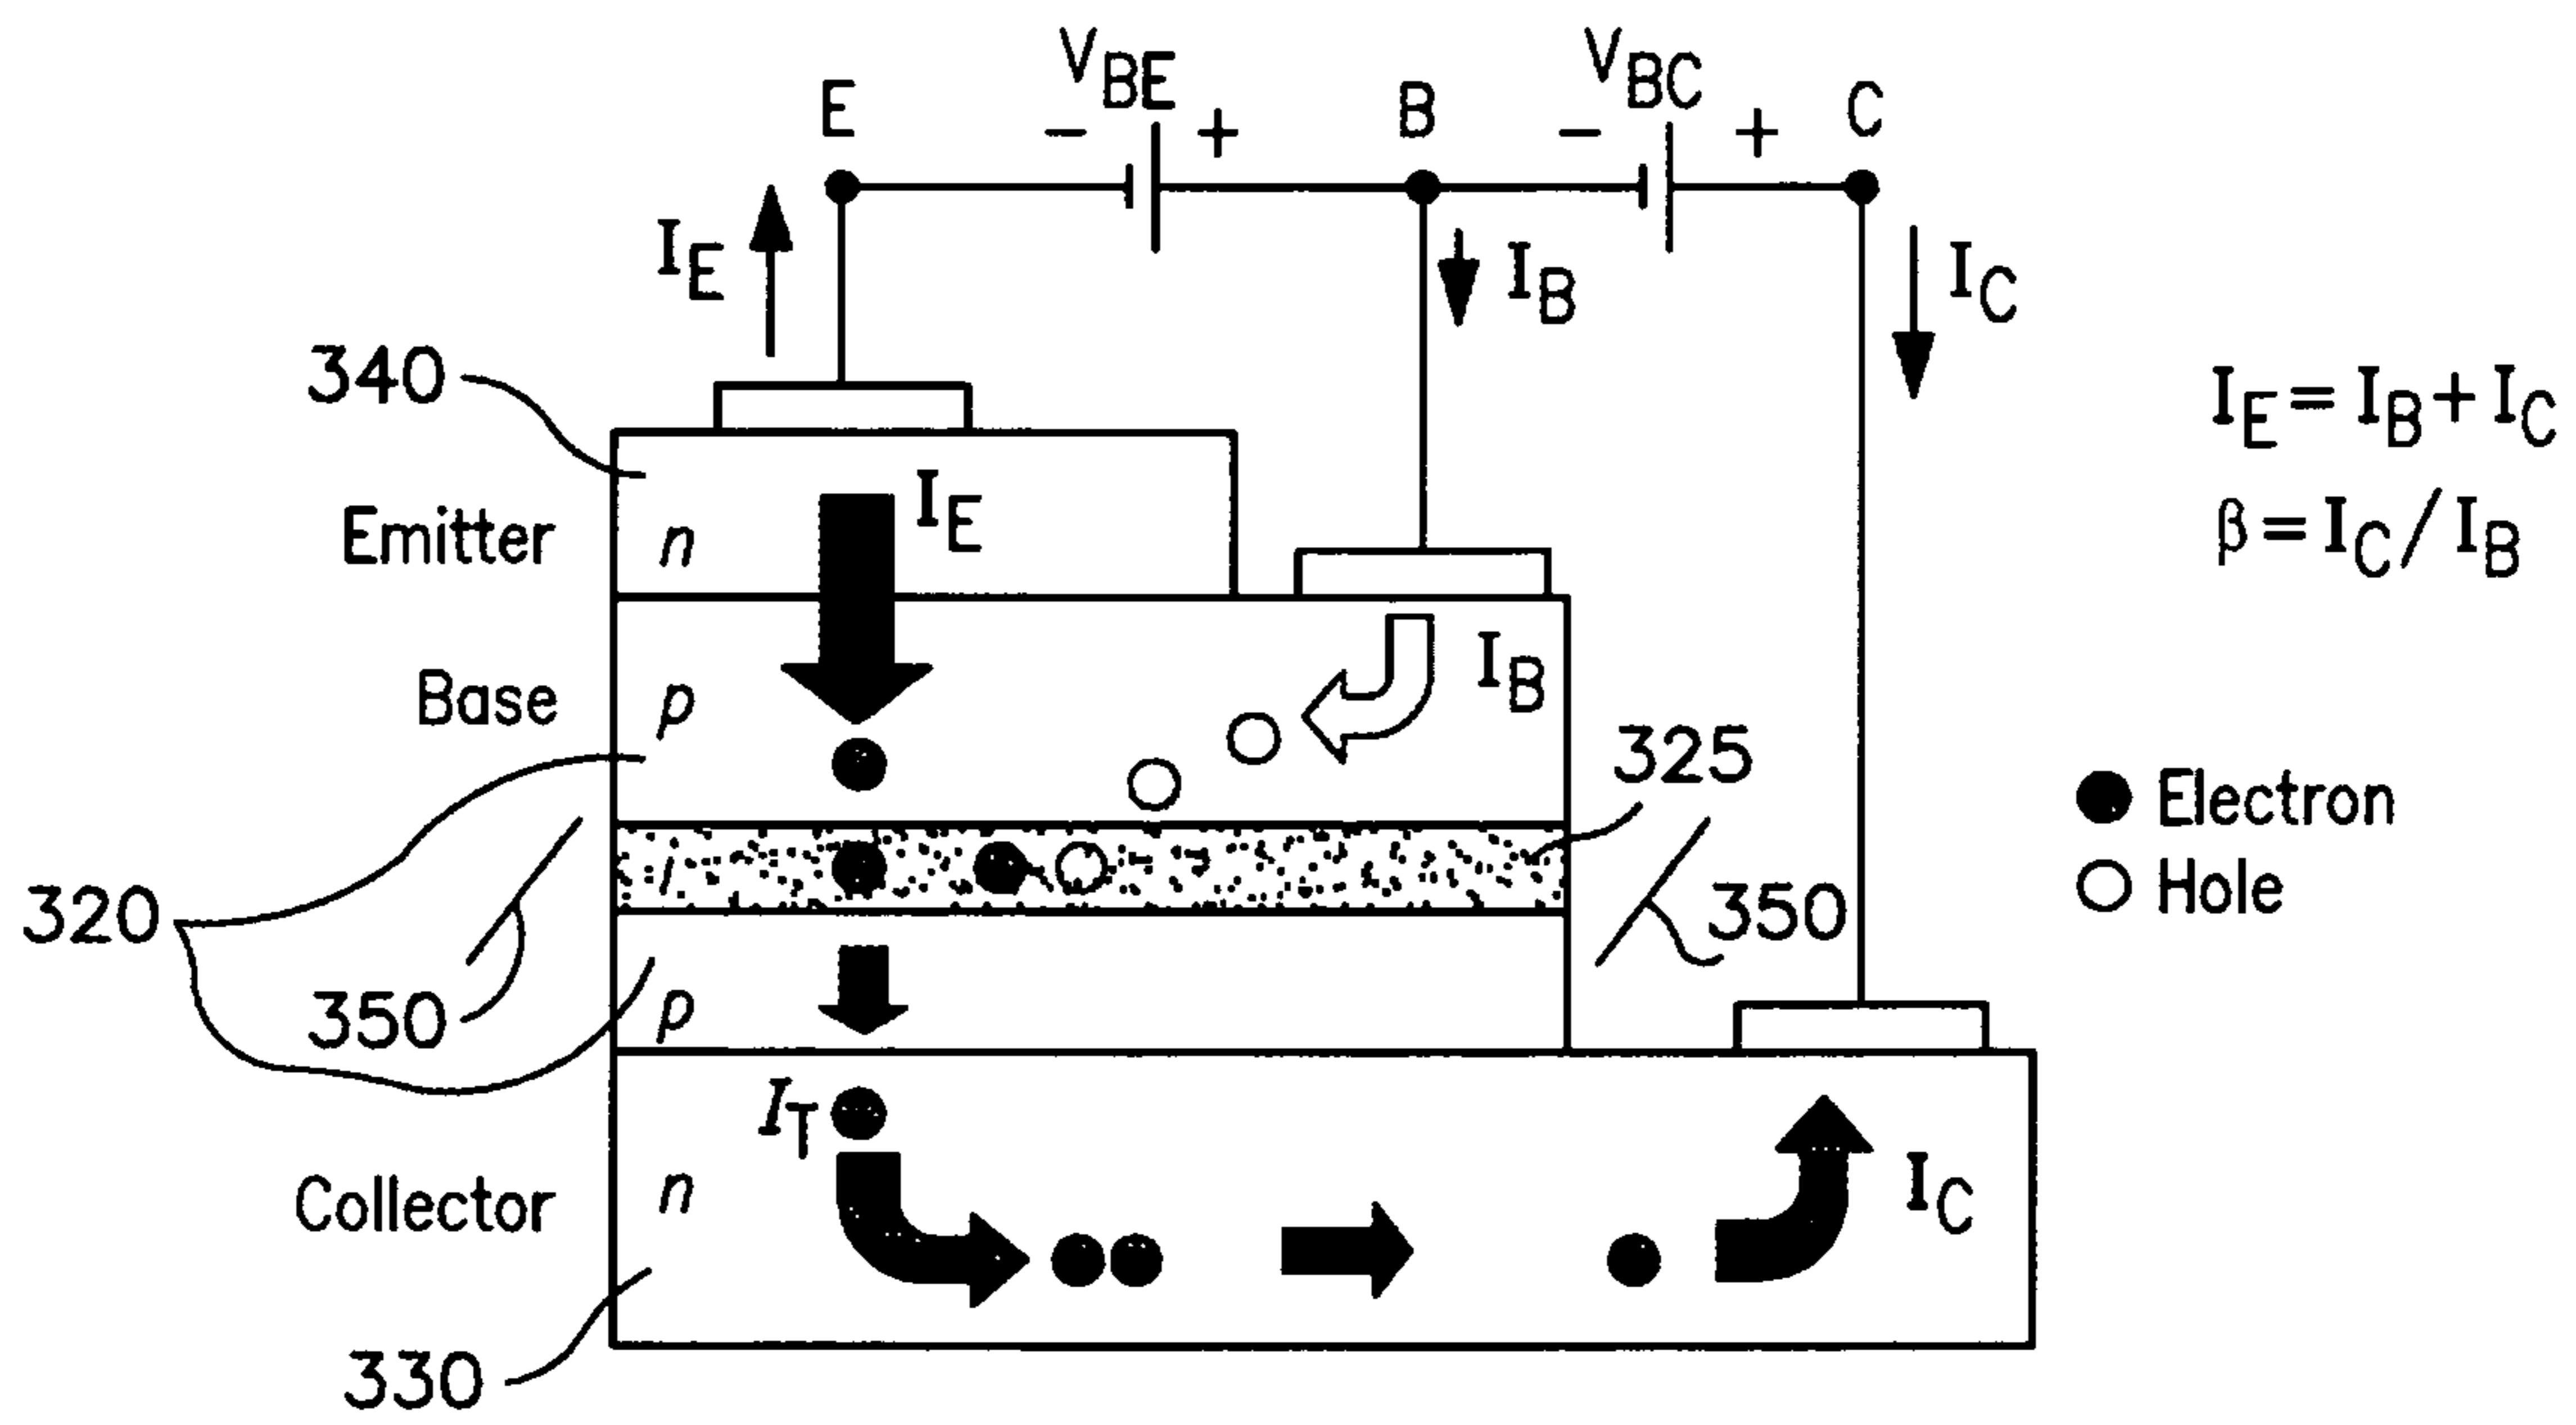 V_BE V_BC
E - + B - + C
I_E I_B I_C
340
I_E = I_B + I_C
I_E
Emitter n
β = I_C / I_B
I_B
Base p
325
Electron
i
Hole
320
350
350
p
I_T
Collector n
I_C
330